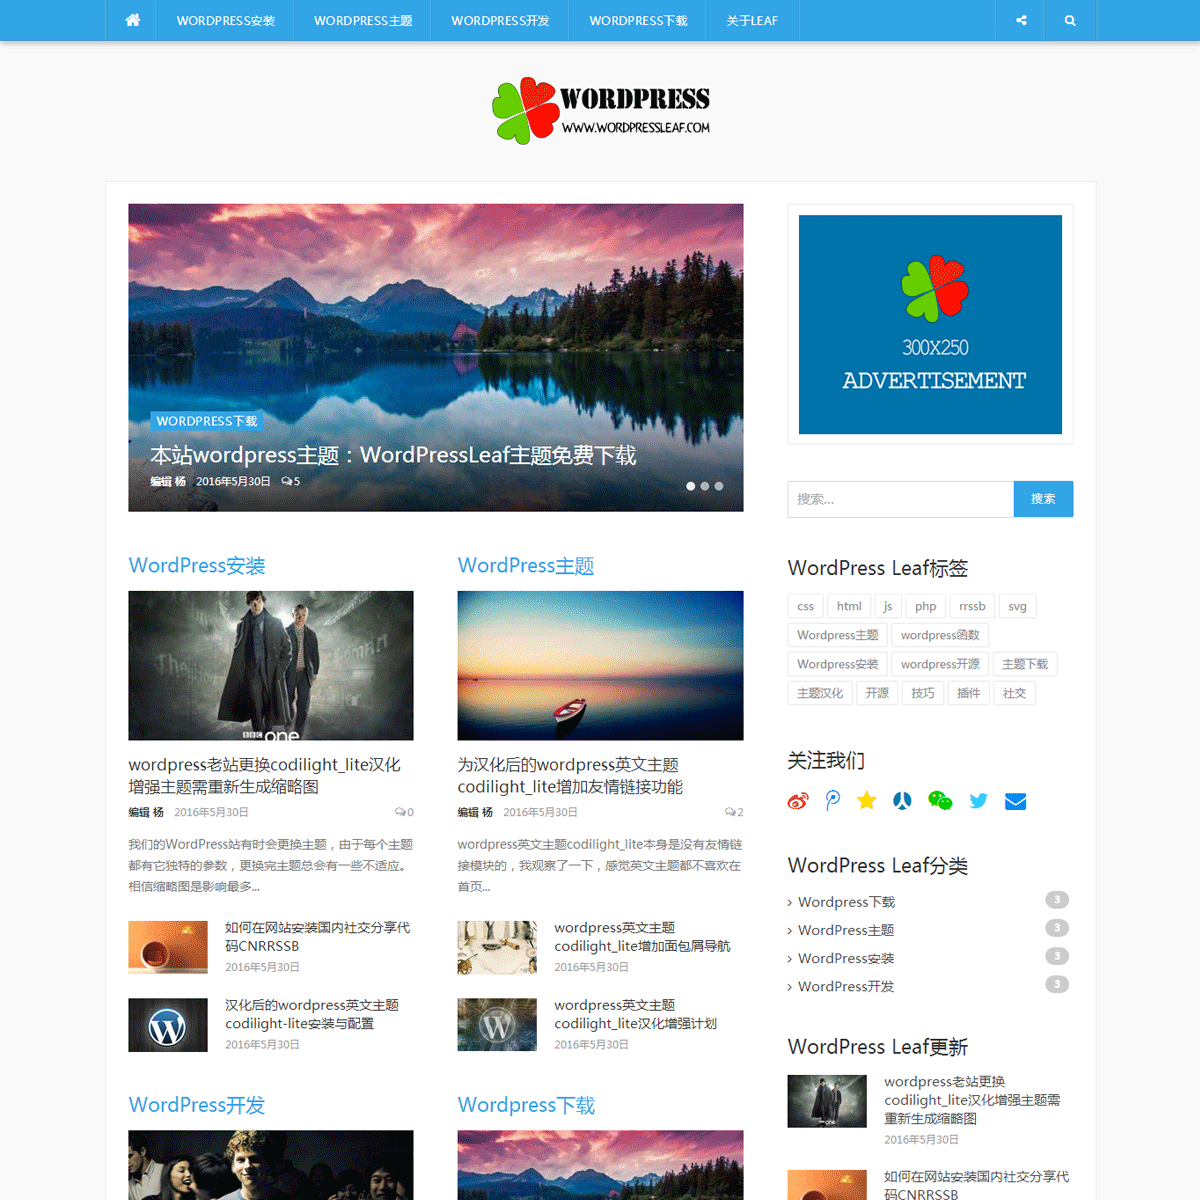 WORDPRESS安装 WORDPRESS主题 WORDPRESS开发 WORDPRESS下载 关于LEAF
WORDPRESS
WWW.WORDPRESSLEAF.COM
WORDPRESS下载
本站wordpress主题：WordPressLeaf主题免费下载
编辑 杨 2016年5月30日 5
300X250
ADVERTISEMENT
搜索...
搜索
WordPress安装
BBC one
wordpress老站更换codilight_lite汉化
增强主题需重新生成缩略图
编辑 杨 2016年5月30日 0
我们的WordPress站有时会更换主题，由于每个主题
都有它独特的参数，更换完主题总会有一些不适应。
相信缩略图是影响最多...
如何在网站安装国内社交分享代
码CNRRSSB
2016年5月30日
汉化后的wordpress英文主题
codilight-lite安装与配置
2016年5月30日
WordPress主题
为汉化后的wordpress英文主题
codilight_lite增加友情链接功能
编辑 杨 2016年5月30日 2
wordpress英文主题codilight_lite本身是没有友情链
接模块的，我观察了一下，感觉英文主题都不喜欢在
首页...
wordpress英文主题
codilight_lite增加面包屑导航
2016年5月30日
wordpress英文主题
codilight_lite汉化增强计划
2016年5月30日
WordPress开发
WordPress下载
WordPress Leaf标签
css html js php rrssb svg
Wordpress主题 wordpress函数
Wordpress安装 wordpress开源 主题下载
主题汉化 开源 技巧 插件 社交
关注我们
WordPress Leaf分类
Wordpress下载 3
WordPress主题 3
WordPress安装 3
WordPress开发 3
WordPress Leaf更新
wordpress老站更换
codilight_lite汉化增强主题需
重新生成缩略图
2016年5月30日
如何在网站安装国内社交分享代
码CNRRSSB